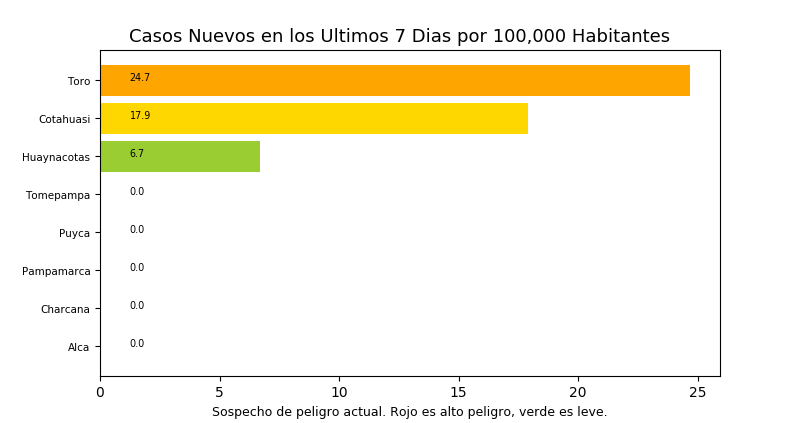 Casos Nuevos en los Ultimos 7 Dias por 100,000 Habitantes
Toro 24.7
Cotahuasi 17.9
Huaynacotas 6.7
Tomepampa 0.0
Puyca 0.0
Pampamarca 0.0
Charcana 0.0
Alca 0.0
0 5 10 15 20 25
Sospecho de peligro actual. Rojo es alto peligro, verde es leve.